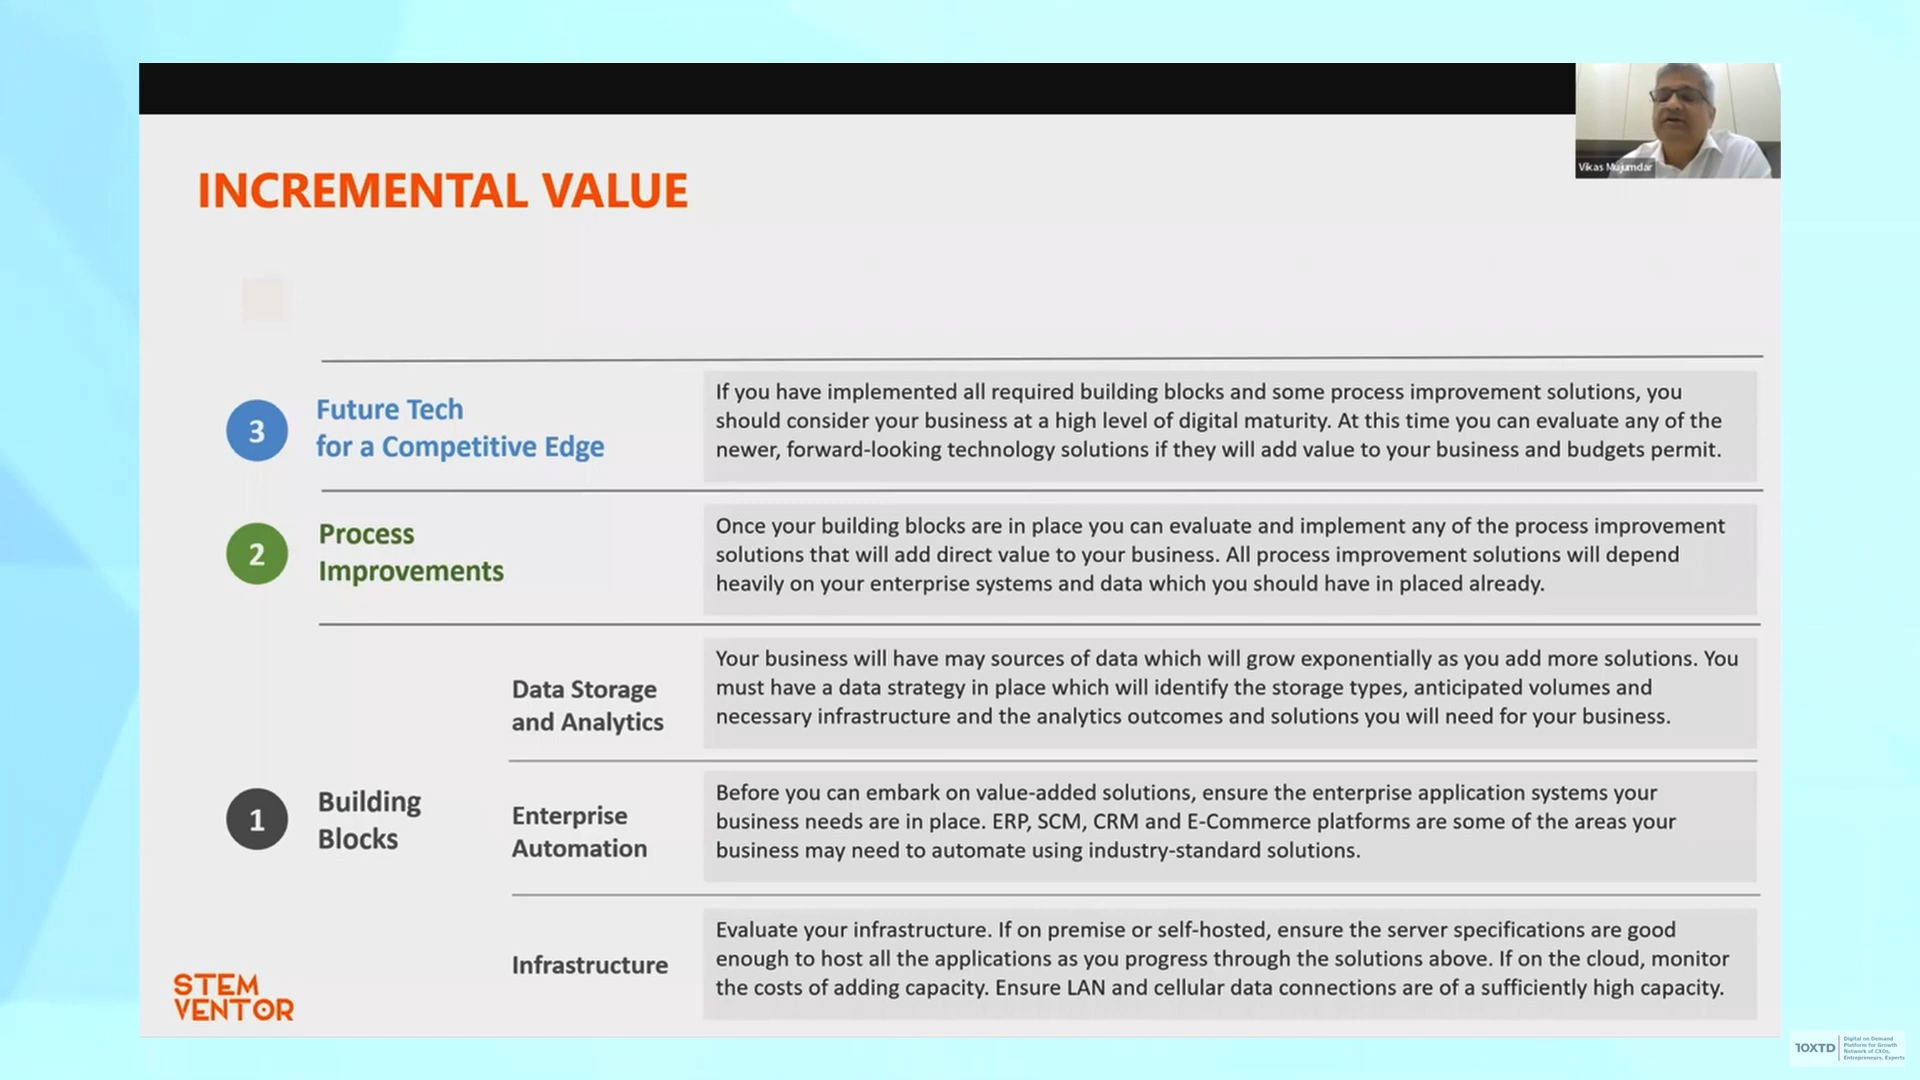 Vikas Mujumdar
INCREMENTAL VALUE
3
Future Tech
for a Competitive Edge
If you have implemented all required building blocks and some process improvement solutions, you
should consider your business at a high level of digital maturity. At this time you can evaluate any of the
newer, forward-looking technology solutions if they will add value to your business and budgets permit.
2
Process
Improvements
Once your building blocks are in place you can evaluate and implement any of the process improvement
solutions that will add direct value to your business. All process improvement solutions will depend
heavily on your enterprise systems and data which you should have in placed already.
1
Building
Blocks
Data Storage
and Analytics
Your business will have may sources of data which will grow exponentially as you add more solutions. You
must have a data strategy in place which will identify the storage types, anticipated volumes and
necessary infrastructure and the analytics outcomes and solutions you will need for your business.
Enterprise
Automation
Before you can embark on value-added solutions, ensure the enterprise application systems your
business needs are in place. ERP, SCM, CRM and E-Commerce platforms are some of the areas your
business may need to automate using industry-standard solutions.
Infrastructure
Evaluate your infrastructure. If on premise or self-hosted, ensure the server specifications are good
enough to host all the applications as you progress through the solutions above. If on the cloud, monitor
the costs of adding capacity. Ensure LAN and cellular data connections are of a sufficiently high capacity.
STEM
VENTOR
10XTD
Digital on Demand
Platform for Growth
Network of CXOs,
Entrepreneurs, Experts